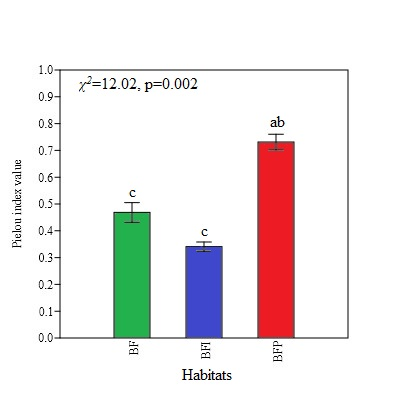 1.0
χ²=12.02, p=0.002
0.9
0.8
ab
0.7
0.6
0.5
c
0.4
c
0.3
0.2
0.1
0.0
Pielou index value
BF
BFI
BFP
Habitats